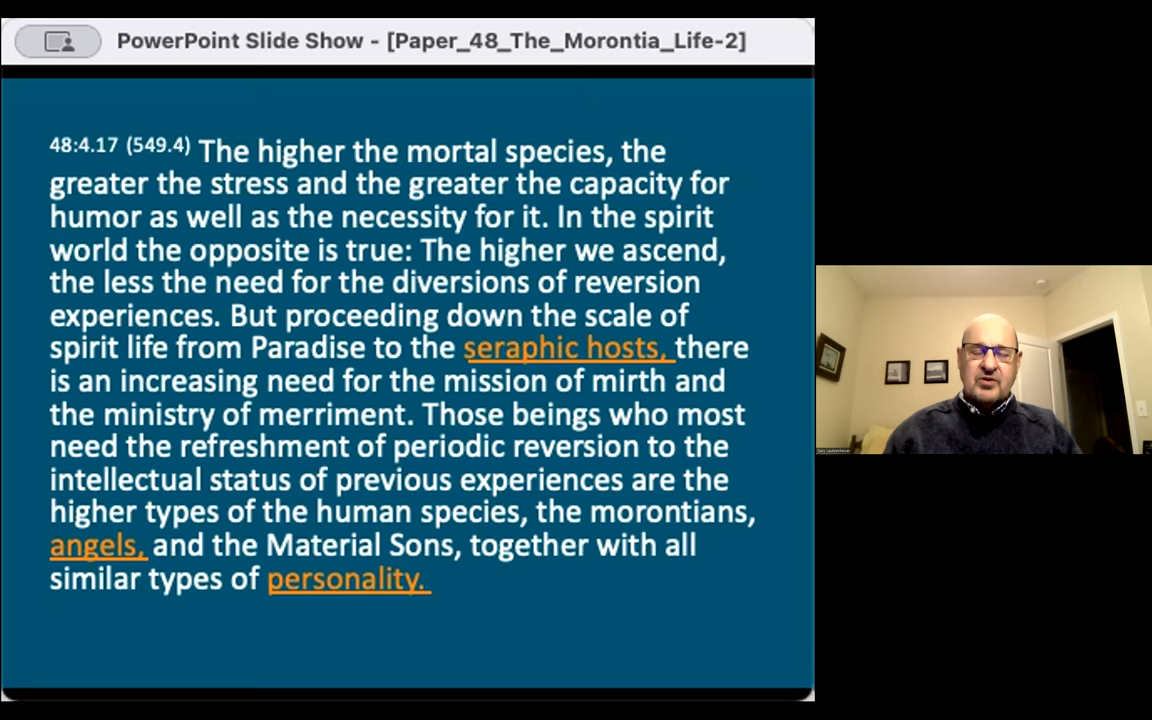 PowerPoint Slide Show - [Paper_48_The_Morontia_Life-2]
48:4.17 (549.4) The higher the mortal species, the
greater the stress and the greater the capacity for
humor as well as the necessity for it. In the spirit
world the opposite is true: The higher we ascend,
the less the need for the diversions of reversion
experiences. But proceeding down the scale of
spirit life from Paradise to the seraphic hosts, there
is an increasing need for the mission of mirth and
the ministry of merriment. Those beings who most
need the refreshment of periodic reversion to the
intellectual status of previous experiences are the
higher types of the human species, the morontians,
angels, and the Material Sons, together with all
similar types of personality.